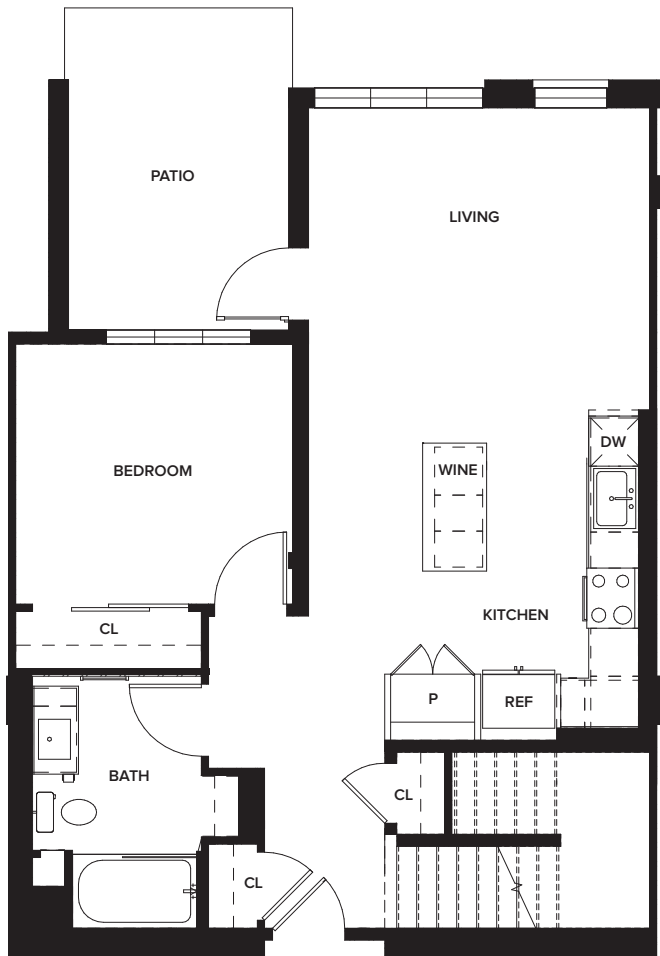 PATIO
LIVING
DW
BEDROOM
WINE
KITCHEN
CL
P
REF
BATH
CL
CL